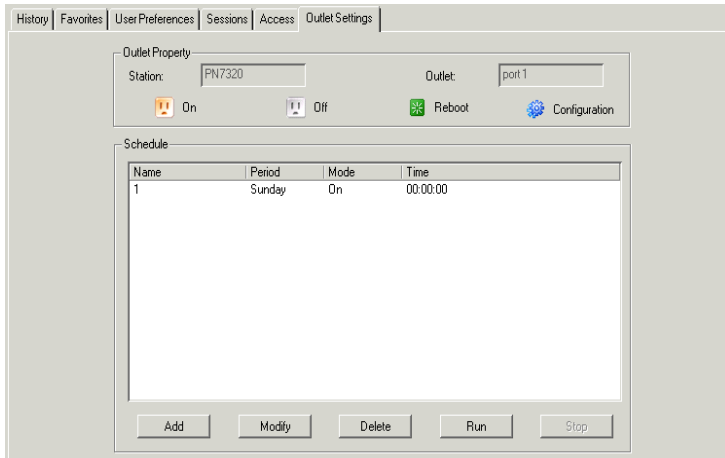 History Favorites User Preferences Sessions Access Outlet Settings
Outlet Property
Station: PN7320 Outlet: port 1
On Off Reboot Configuration
Schedule
Name Period Mode Time
1 Sunday On 00:00:00
Add Modify Delete Run Stop